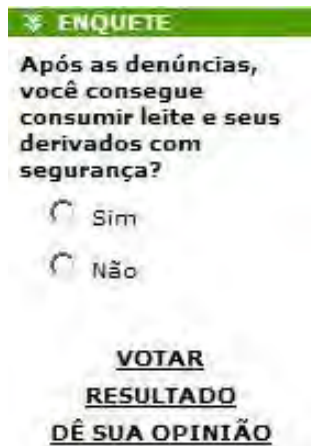 ENQUETE
Após as denúncias,
você consegue
consumir leite e seus
derivados com
segurança?
Sim
Não
VOTAR
RESULTADO
DÊ SUA OPINIÃO